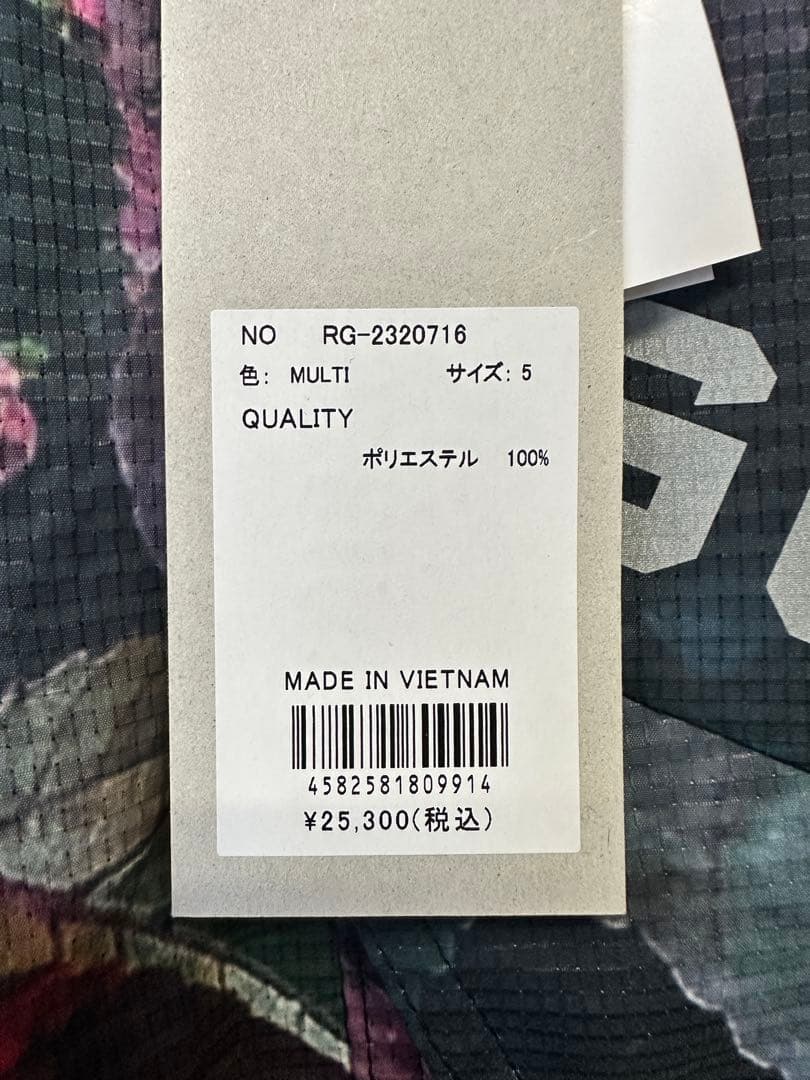 NO RG-2320716
色: MULTI サイズ: 5
QUALITY
ポリエステル 100%
MADE IN VIETNAM
4582581809914
¥25,300(税込)